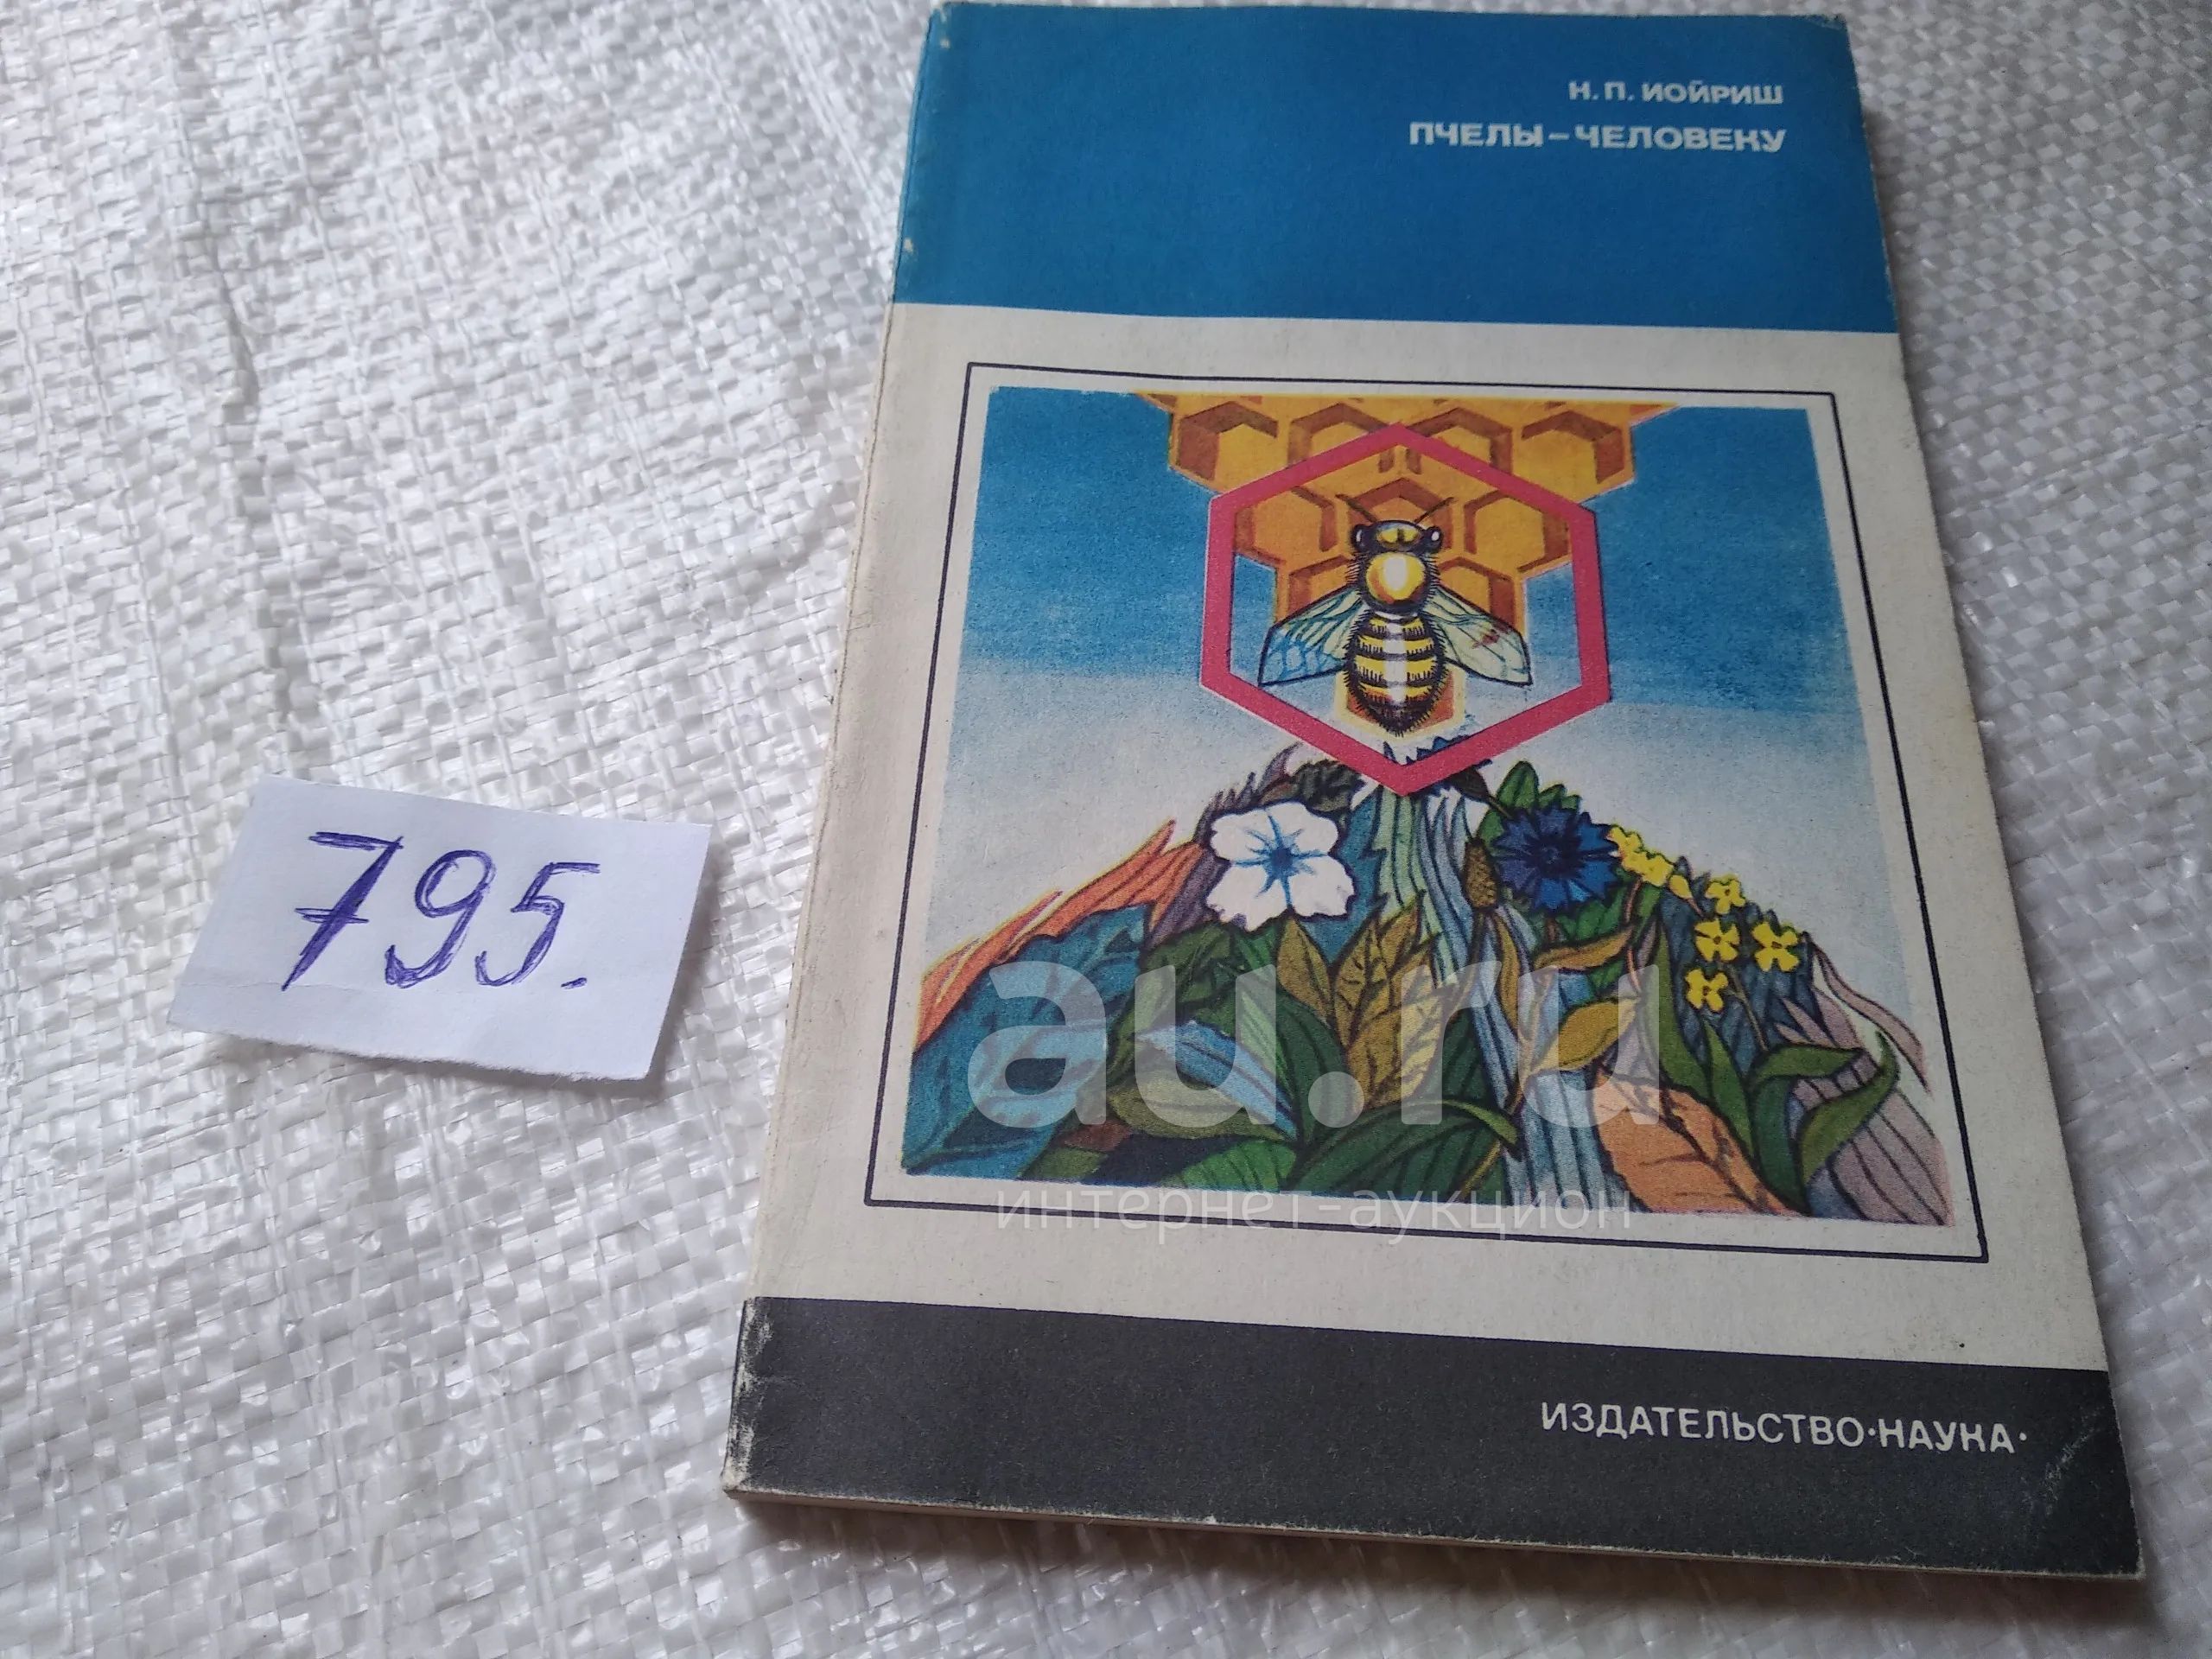 Н. П. ИОЙРИШ
ПЧЕЛЫ – ЧЕЛОВЕКУ
795.
au.ru
интернет-аукцион
ИЗДАТЕЛЬСТВО·НАУКА·